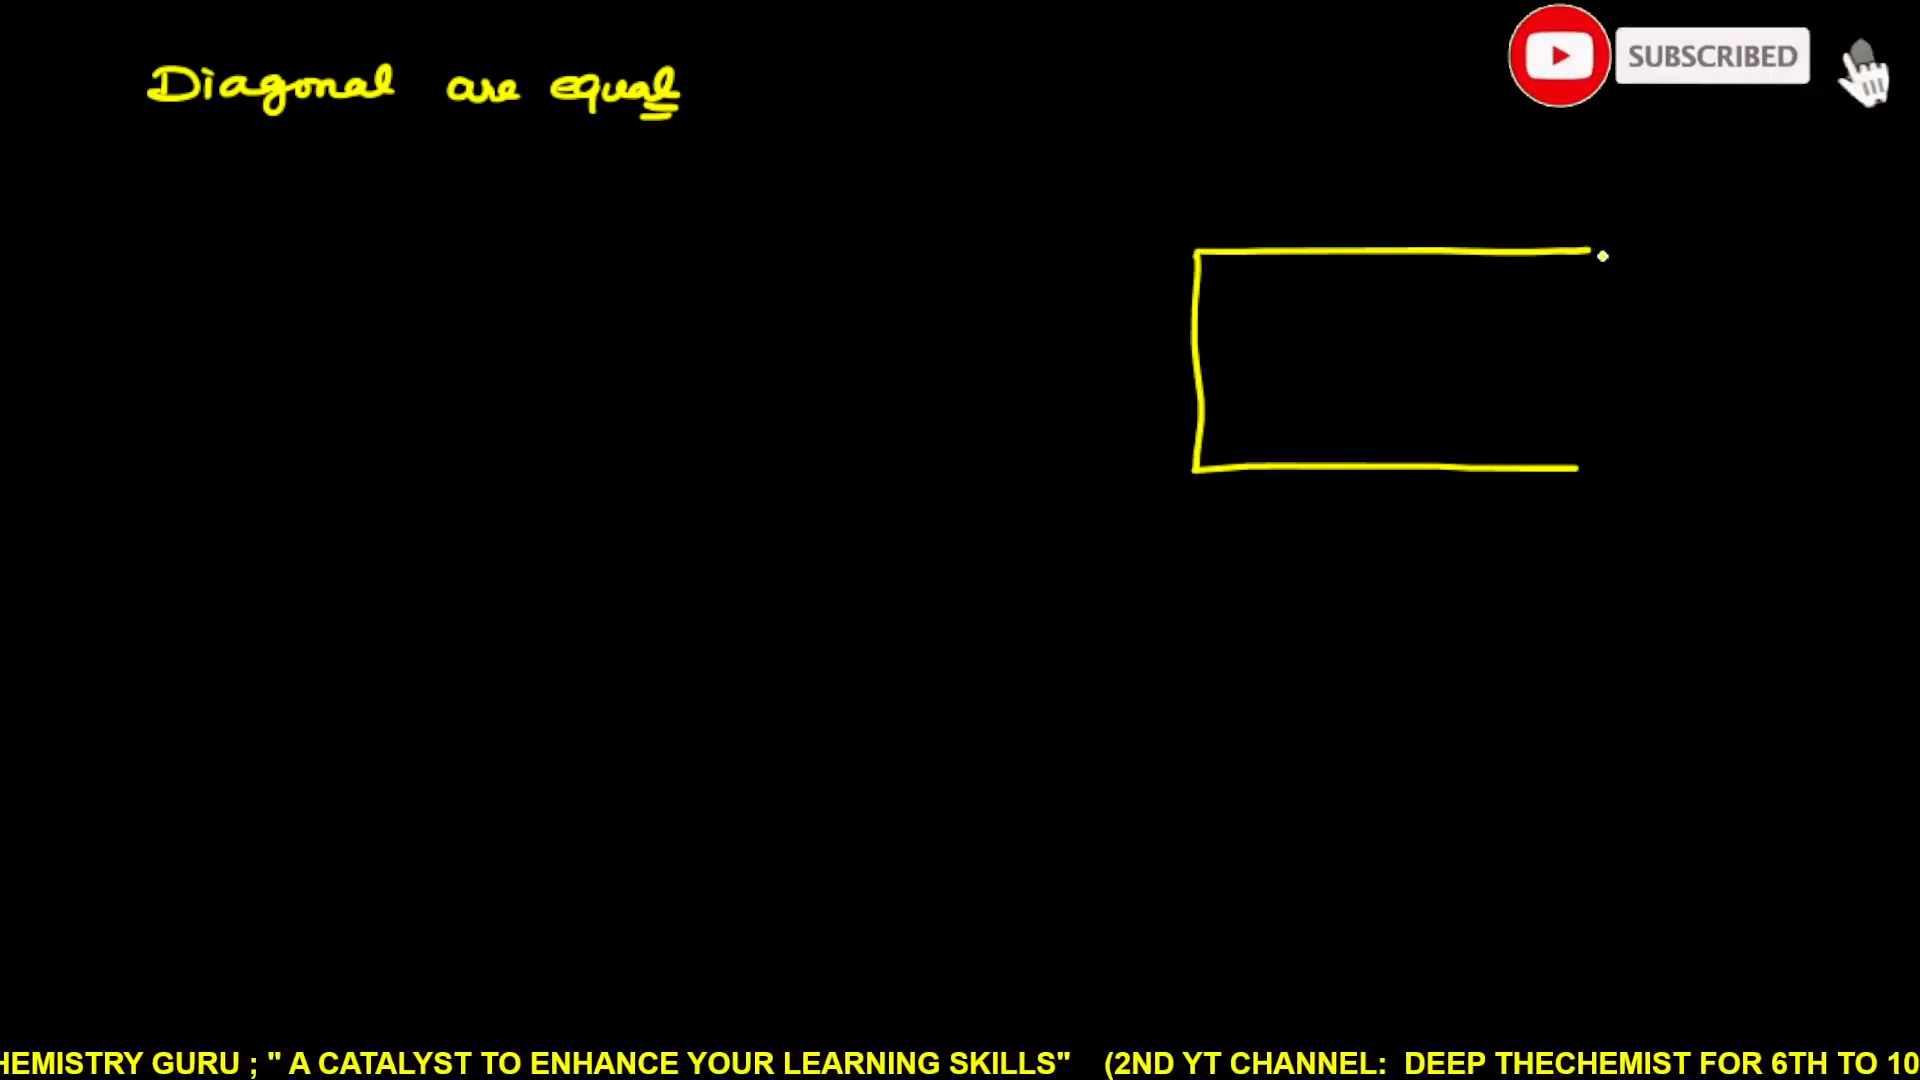 Diagonal are equal
SUBSCRIBED
HEMISTRY GURU ; " A CATALYST TO ENHANCE YOUR LEARNING SKILLS" (2ND YT CHANNEL: DEEP THECHEMIST FOR 6TH TO 10